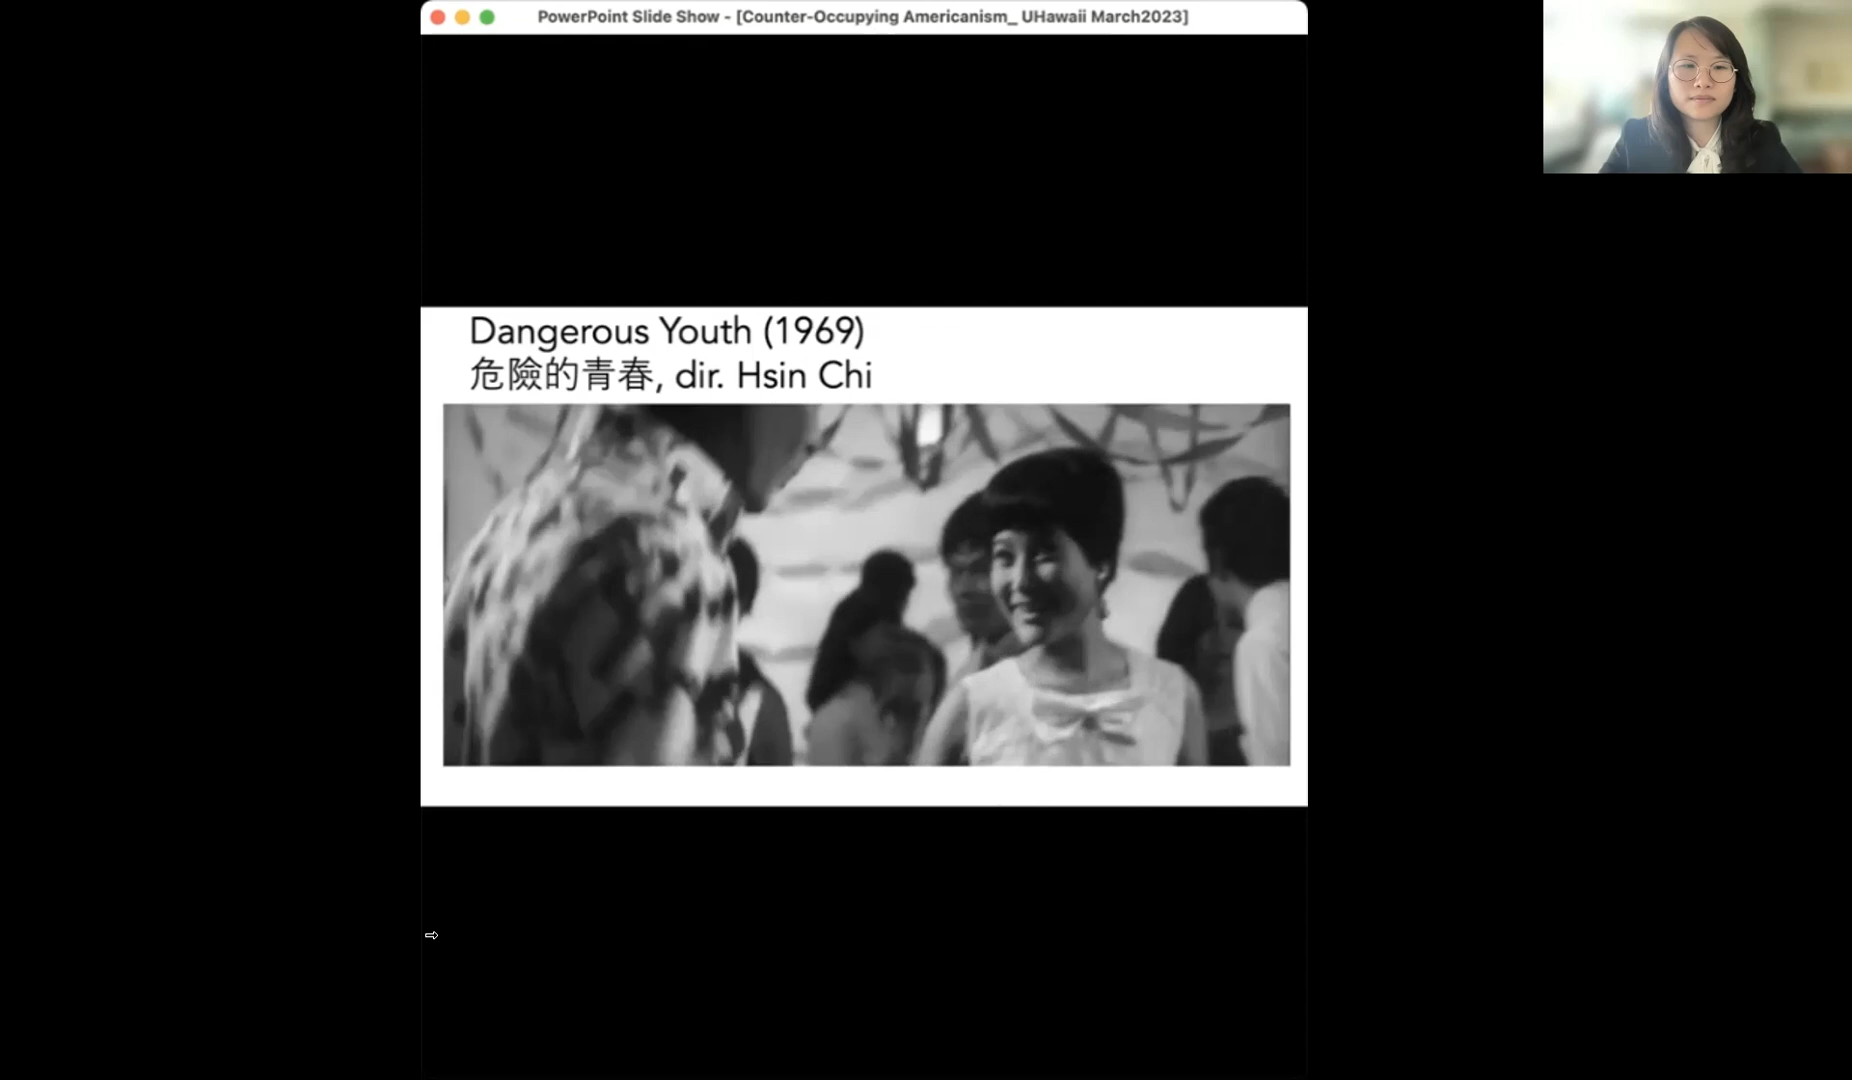 PowerPoint Slide Show - [Counter-Occupying Americanism_ UHawaii March2023]
Dangerous Youth (1969)
危險的青春, dir. Hsin Chi